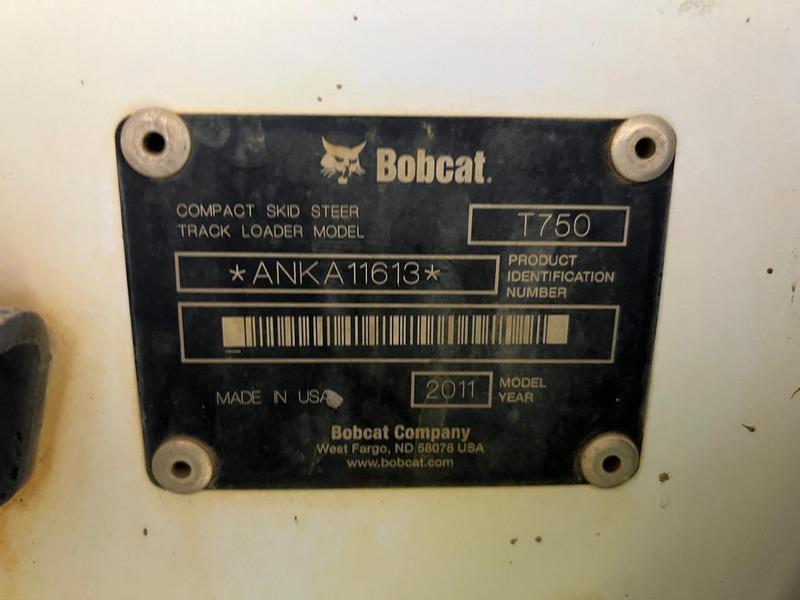 Bobcat.
COMPACT SKID STEER
TRACK LOADER MODEL
T750
*ANKA11613*
PRODUCT
IDENTIFICATION
NUMBER
MADE IN USA
2011
MODEL
YEAR
Bobcat Company
West Fargo, ND 58078 USA
www.bobcat.com